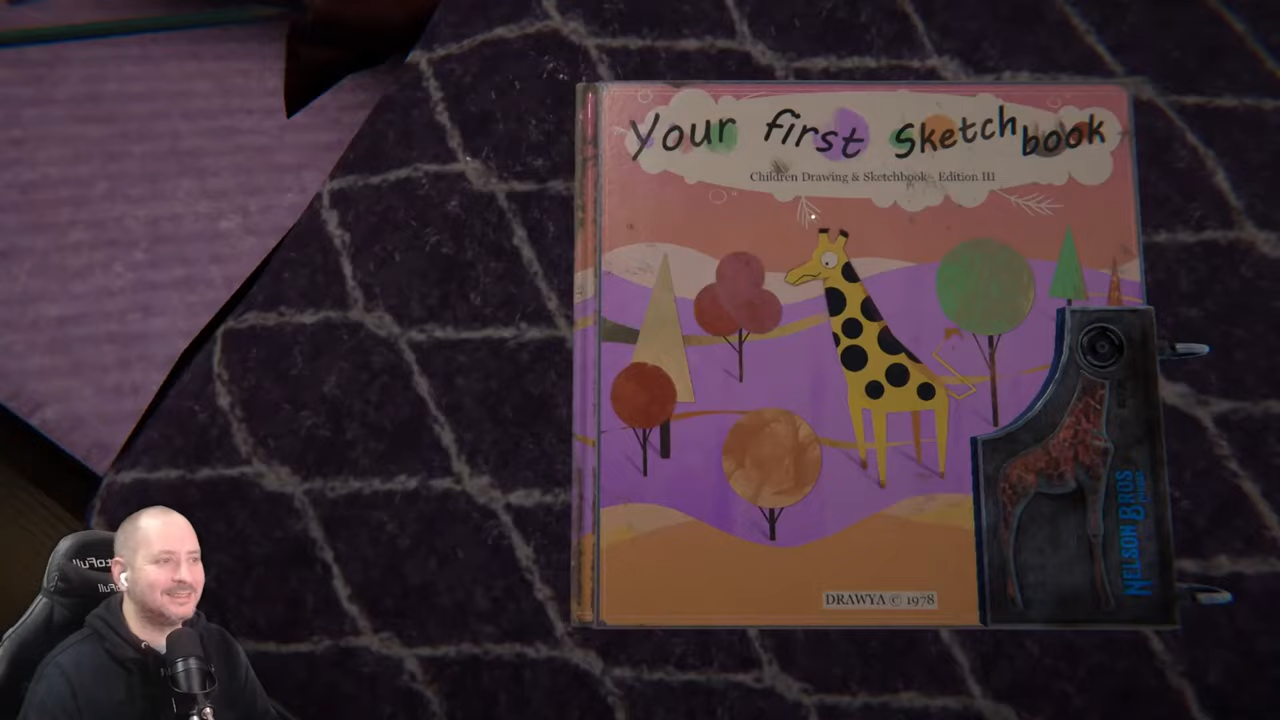 Your first Sketchbook
Children Drawing & Sketchbook - Edition III
NELSON BROS
DRAWYA © 1978